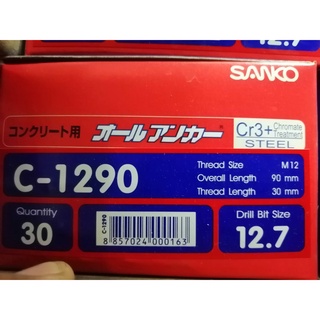 12.7
SANKO
コンクリート用 オールアンカー Cr3+ Chromate Treatment
STEEL
C-1290
Thread Size M12
Overall Length 90 mm
Thread Length 30 mm
Quantity
30
C-1290
8 857024 000163
Drill Bit Size
12.7